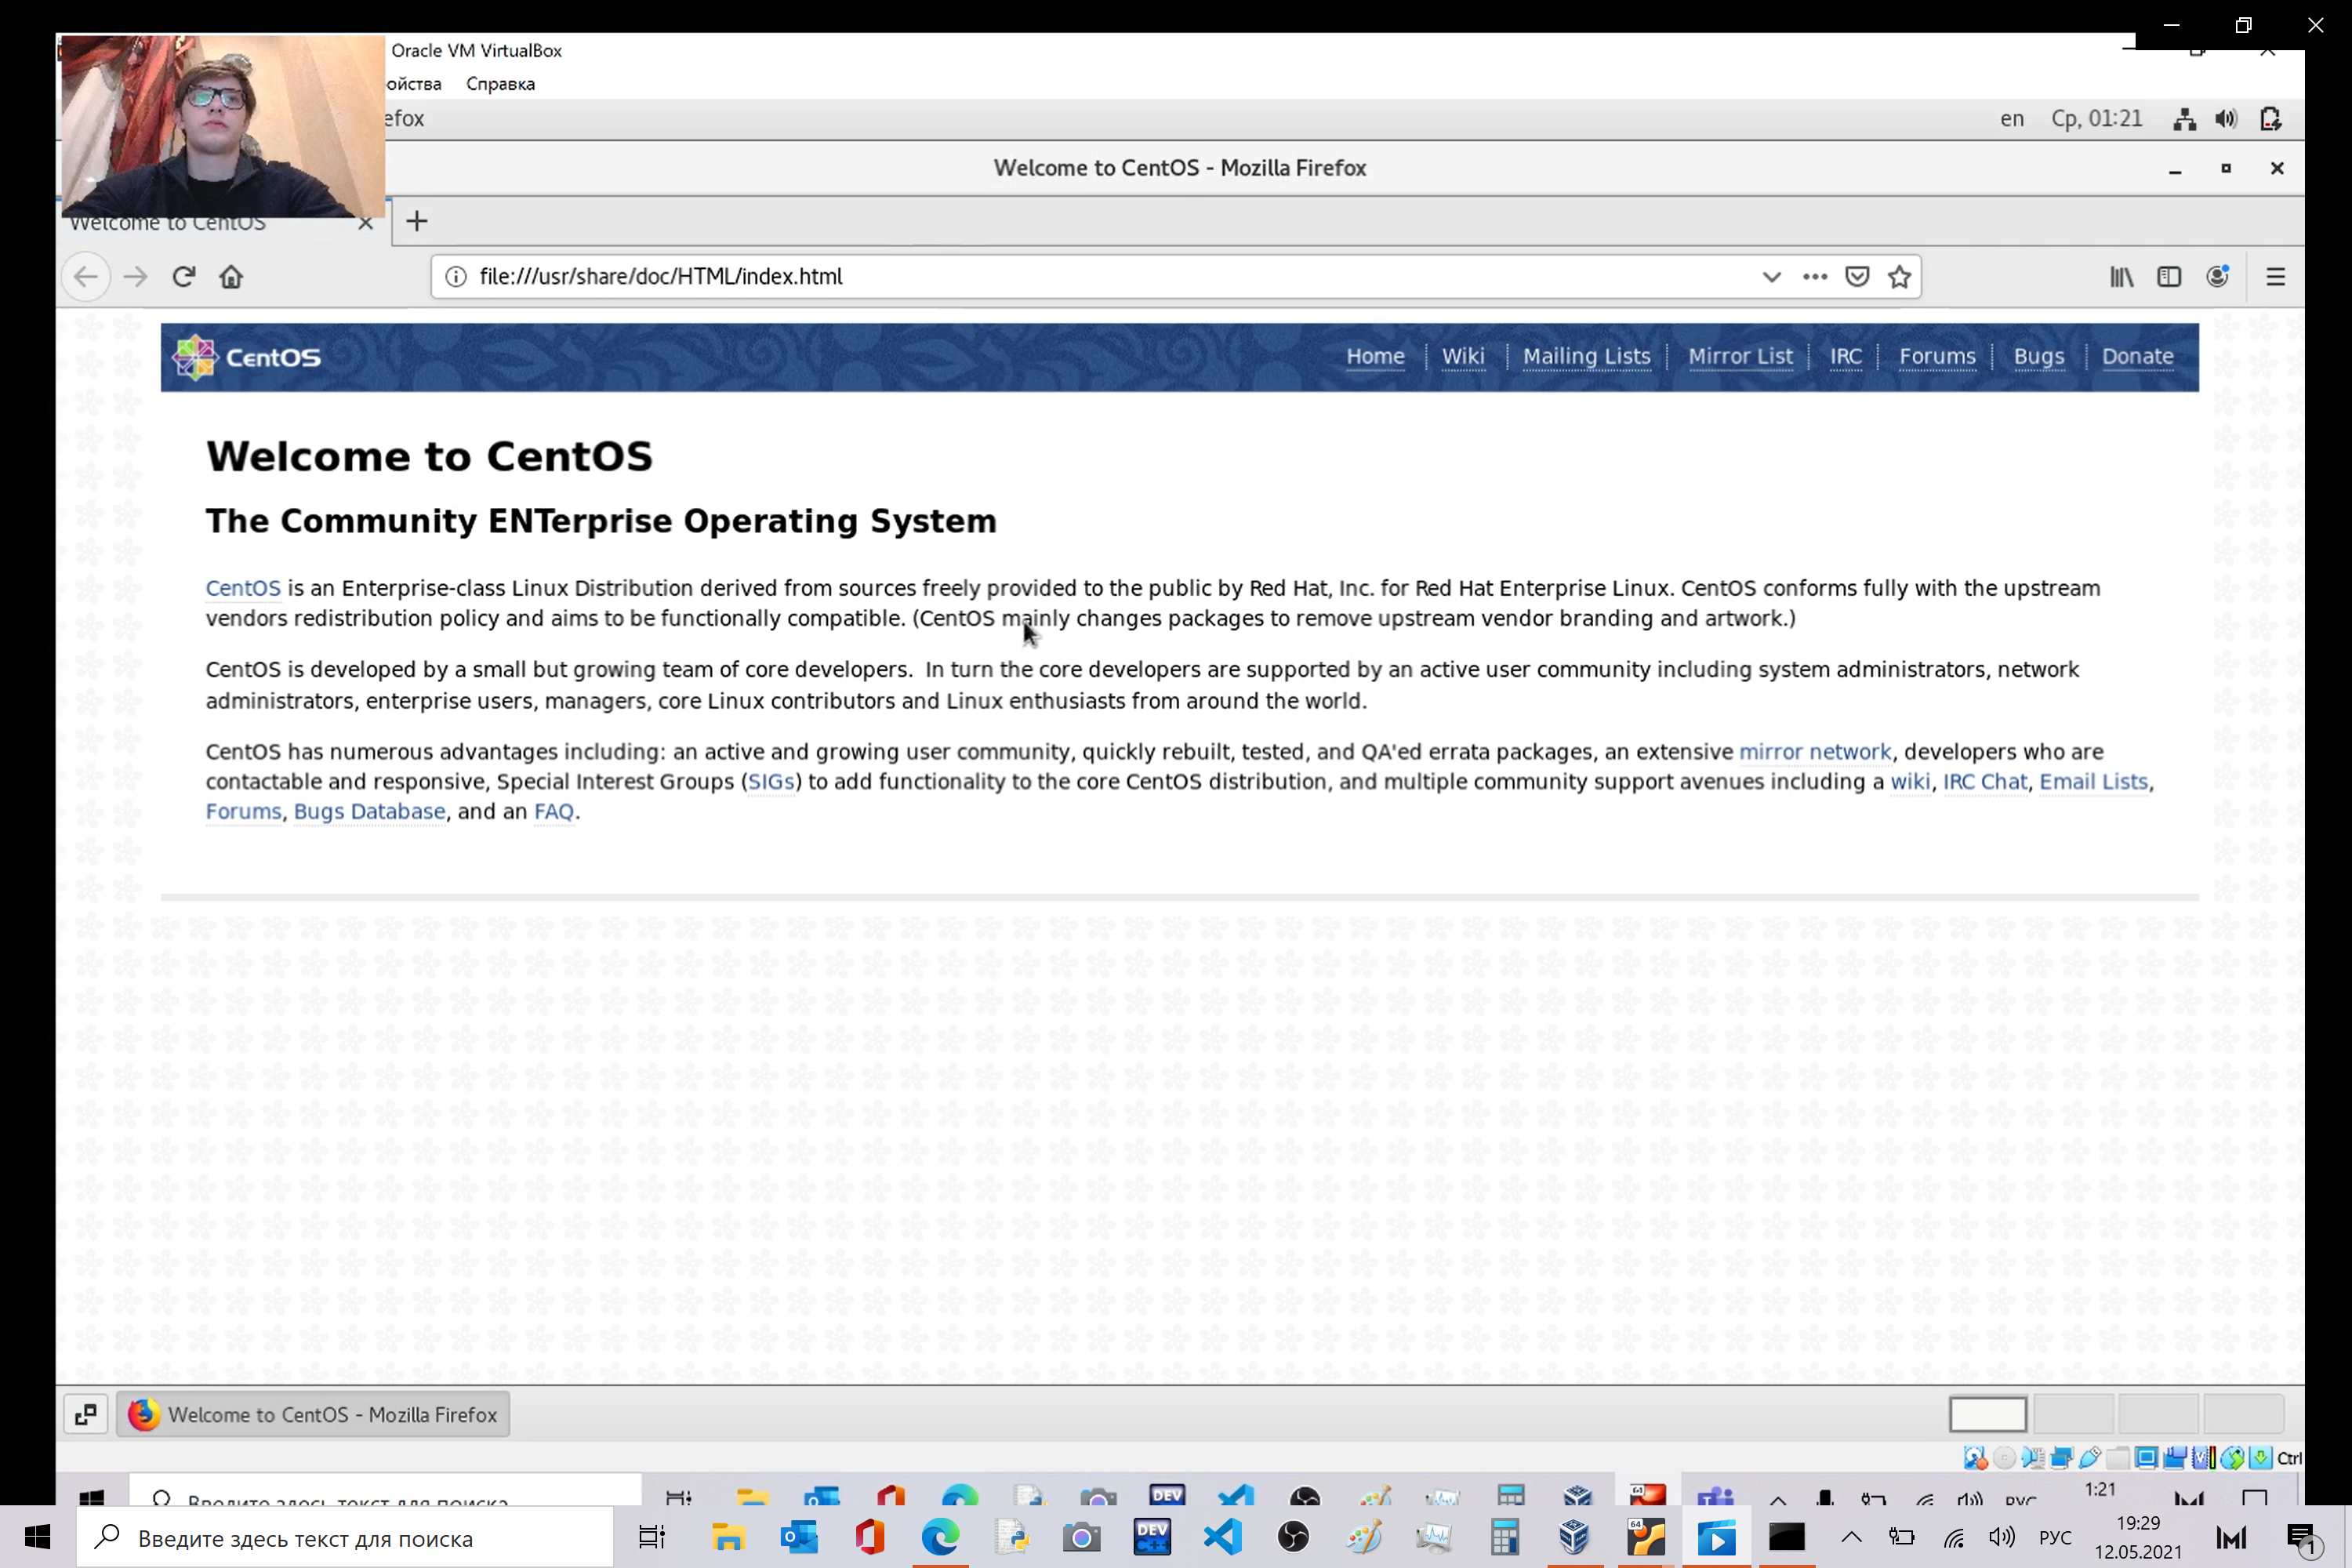 Oracle VM VirtualBox
ойства Справка
efox
en Ср, 01:21
Welcome to CentOS - Mozilla Firefox
Welcome to CentOS
file:///usr/share/doc/HTML/index.html
CentOS
Home Wiki Mailing Lists Mirror List IRC Forums Bugs Donate
Welcome to CentOS
The Community ENTerprise Operating System
CentOS is an Enterprise-class Linux Distribution derived from sources freely provided to the public by Red Hat, Inc. for Red Hat Enterprise Linux. CentOS conforms fully with the upstream
vendors redistribution policy and aims to be functionally compatible. (CentOS mainly changes packages to remove upstream vendor branding and artwork.)
CentOS is developed by a small but growing team of core developers. In turn the core developers are supported by an active user community including system administrators, network
administrators, enterprise users, managers, core Linux contributors and Linux enthusiasts from around the world.
CentOS has numerous advantages including: an active and growing user community, quickly rebuilt, tested, and QA'ed errata packages, an extensive mirror network, developers who are
contactable and responsive, Special Interest Groups (SIGs) to add functionality to the core CentOS distribution, and multiple community support avenues including a wiki, IRC Chat, Email Lists,
Forums, Bugs Database, and an FAQ.
Welcome to CentOS - Mozilla Firefox
Ctrl
Введите здесь текст для поиска DEV 64 РУС 1:21
Введите здесь текст для поиска DEV C++ 64 РУС 19:29
12.05.2021 1